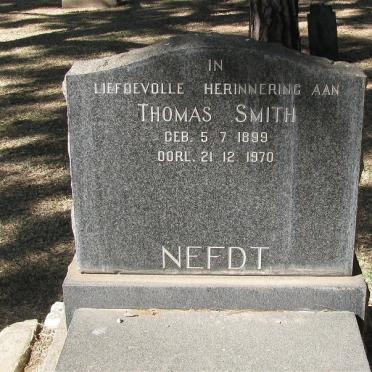 IN
LIEFDEVOLLE HERINNERING AAN
THOMAS SMITH
GEB. 5 7 1899
OORL. 21 12 1970
NEFDT